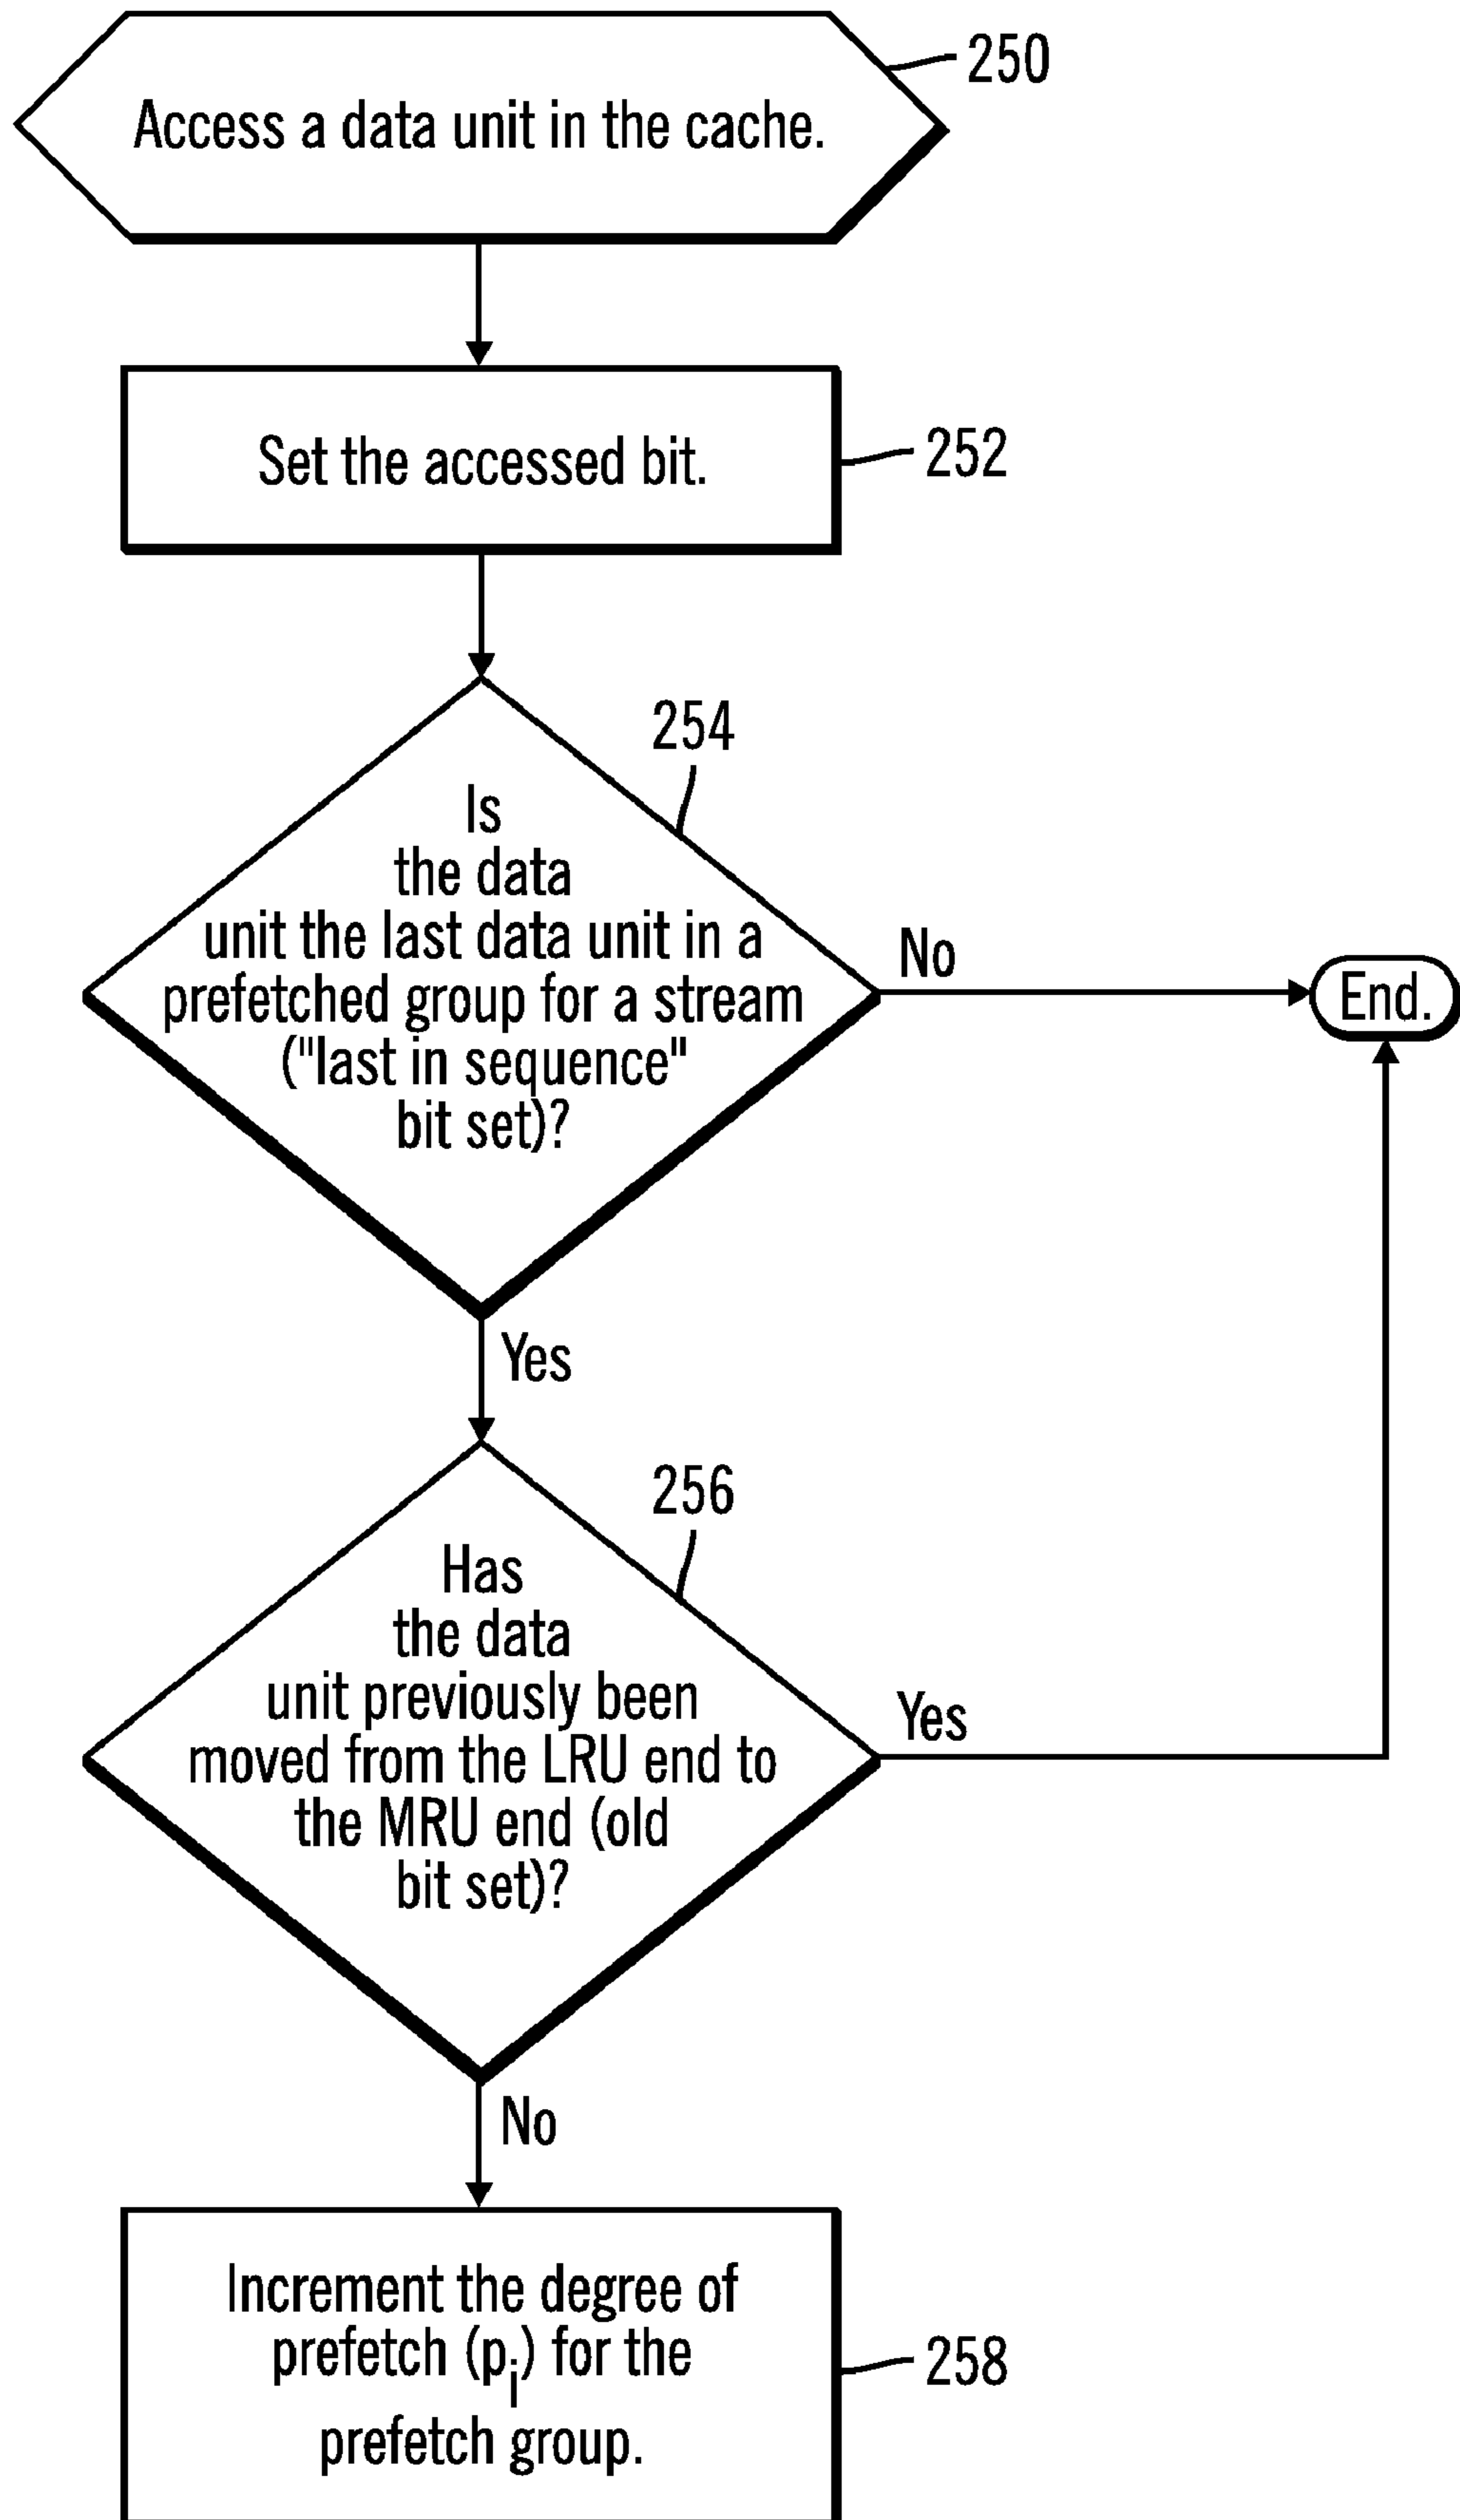 250
Access a data unit in the cache.
Set the accessed bit.
252
254
Is
the data
unit the last data unit in a
prefetched group for a stream
("last in sequence"
bit set)?
No
End.
Yes
256
Has
the data
unit previously been
moved from the LRU end to
the MRU end (old
bit set)?
Yes
No
Increment the degree of
prefetch (pi) for the
prefetch group.
258